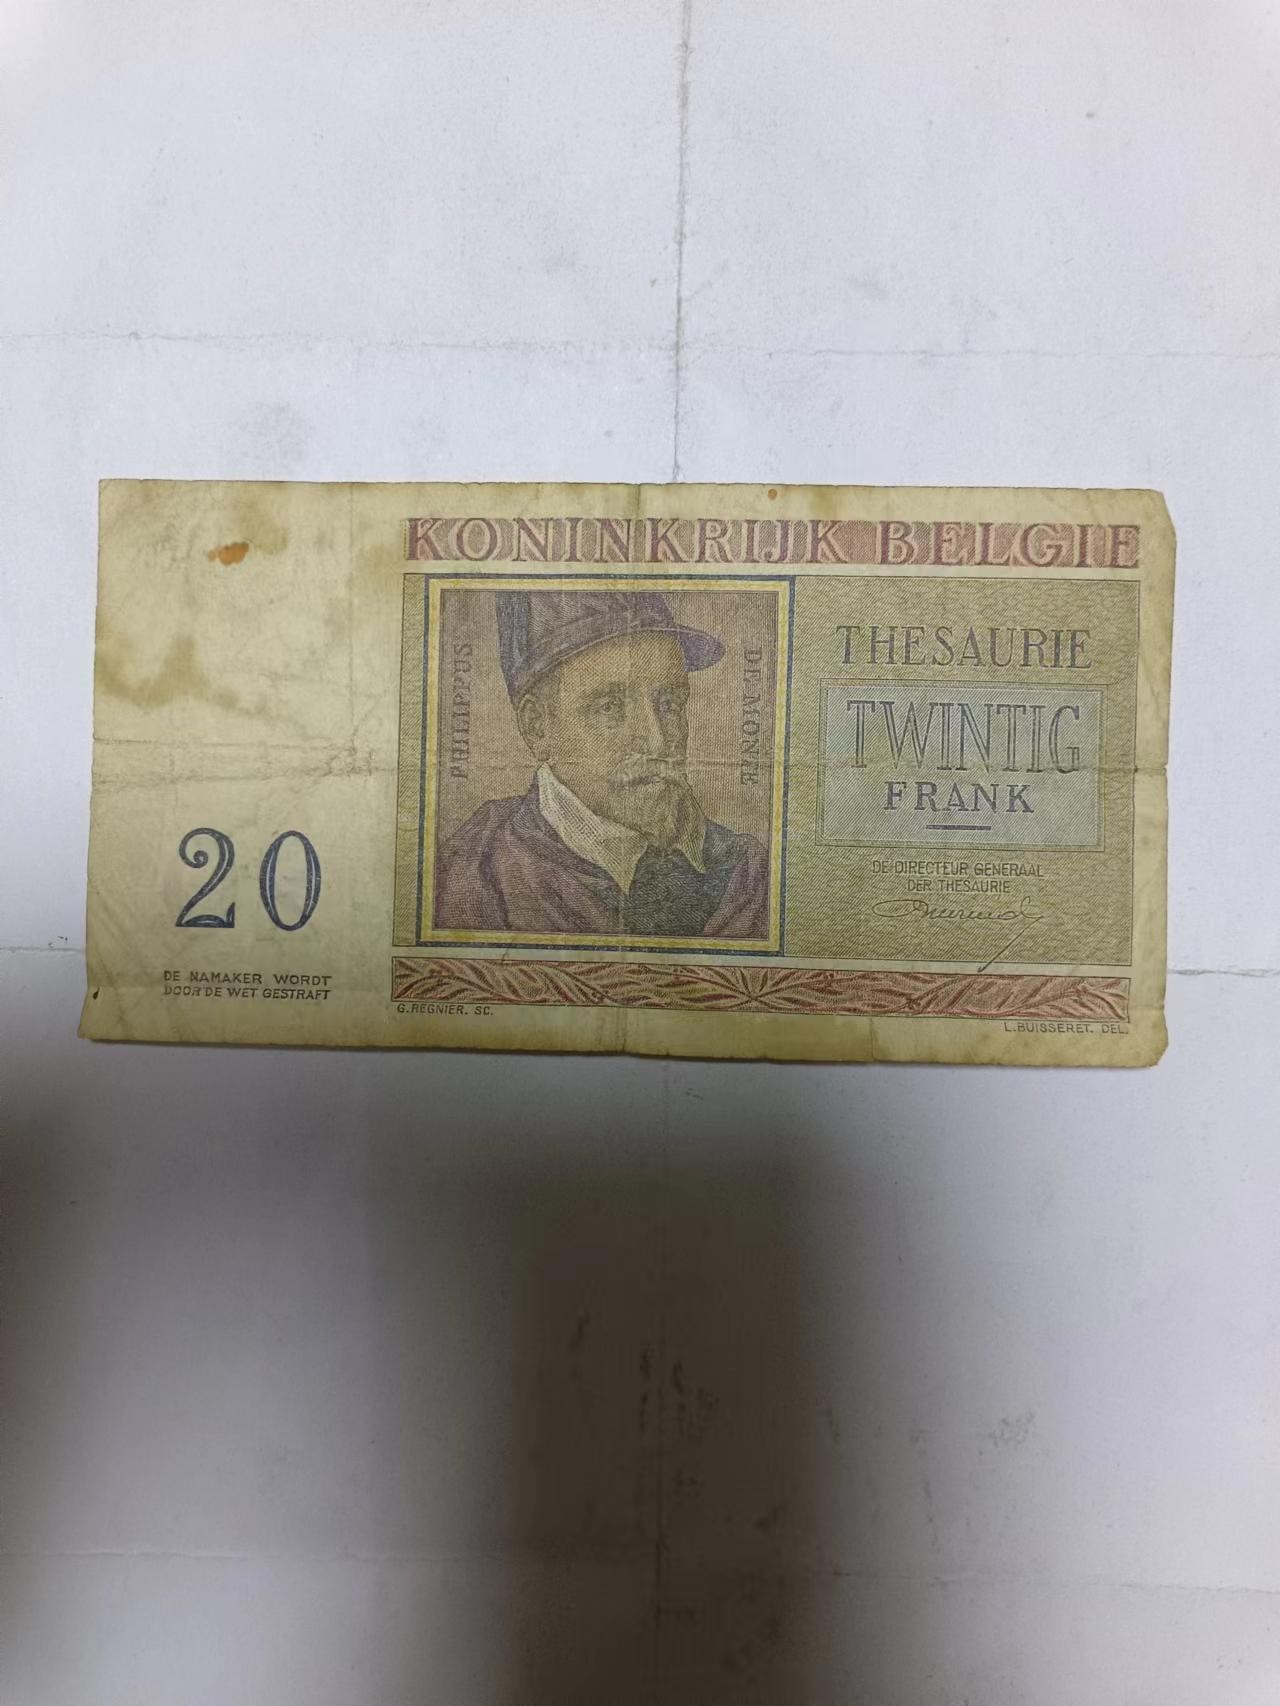 KONINKRIJK BELGIE
PHILIPPUS
DE MONTE
THESAURIE
TWINTIG
FRANK
DE DIRECTEUR GENERAAL
DER THESAURIE
20
DE NAMAKER WORDT
DOOR DE WET GESTRAFT
G. REGNIER. SC.
L. BUISSERET. DEL.